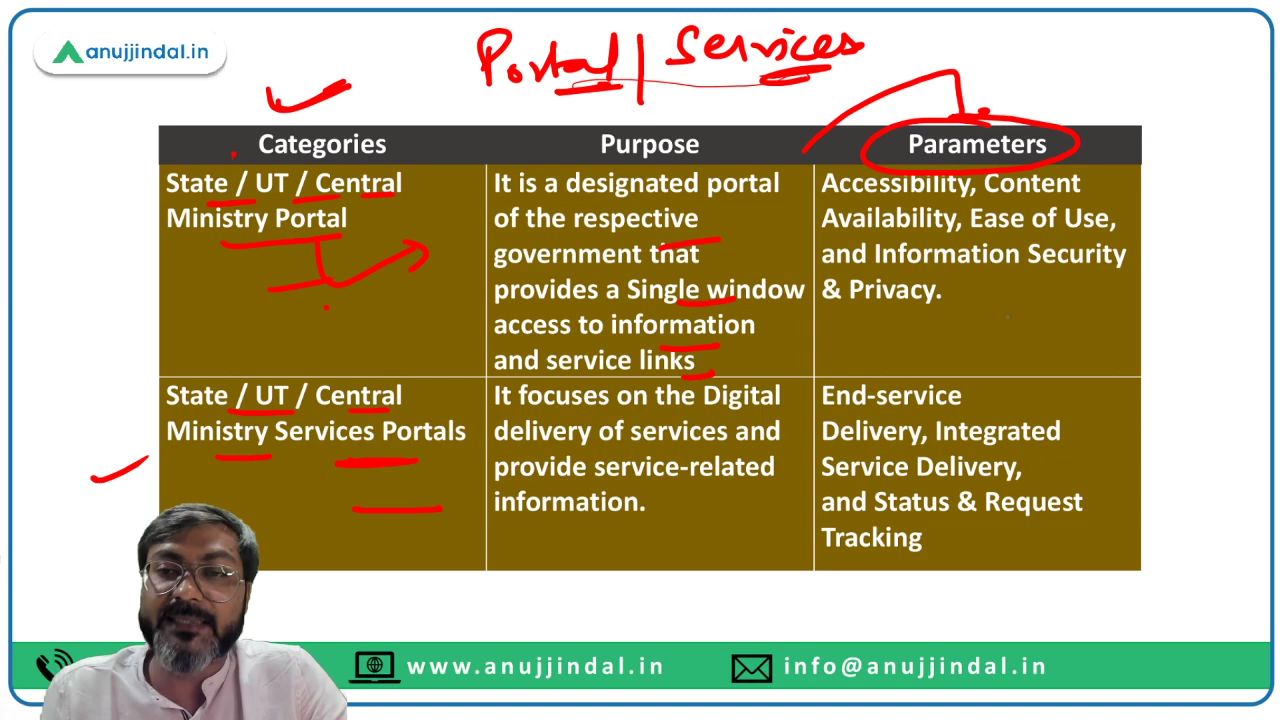 anujjindal.in
Portal | Services
Categories
Purpose
Parameters
State / UT / Central
Ministry Portal
It is a designated portal
of the respective
government that
provides a Single window
access to information
and service links
Accessibility, Content
Availability, Ease of Use,
and Information Security
& Privacy.
State / UT / Central
Ministry Services Portals
It focuses on the Digital
delivery of services and
provide service-related
information.
End-service
Delivery, Integrated
Service Delivery,
and Status & Request
Tracking
www.anujjindal.in
info@anujjindal.in